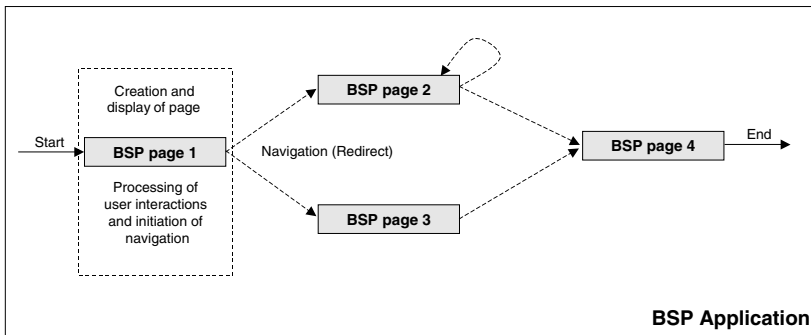 Creation and
display of page
Start
BSP page 1
Processing of
user interactions
and initiation of
navigation
BSP page 2
Navigation (Redirect)
BSP page 3
BSP page 4
End
BSP Application